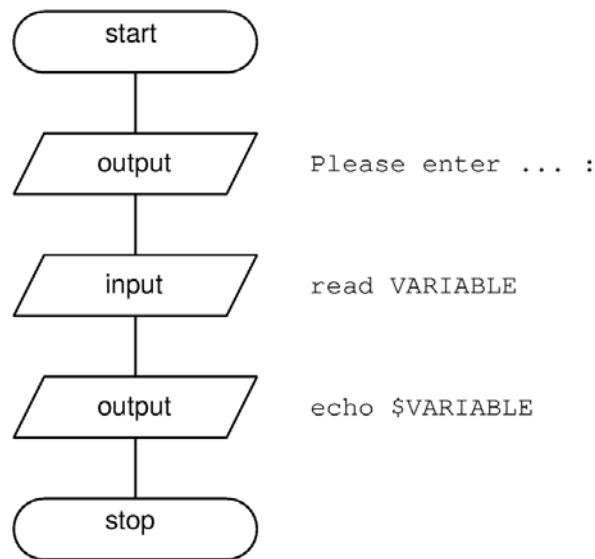 start
output
Please enter ... :
input
read VARIABLE
output
echo $VARIABLE
stop